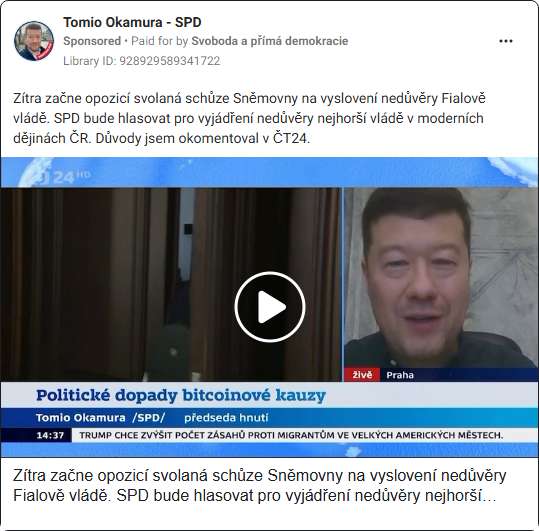 Tomio Okamura - SPD
Sponsored • Paid for by Svoboda a přímá demokracie
Library ID: 928929589341722
Zítra začne opozicí svolaná schůze Sněmovny na vyslovení nedůvěry Fialově
vládě. SPD bude hlasovat pro vyjádření nedůvěry nejhorší vládě v moderních
dějinách ČR. Důvody jsem okomentoval v ČT24.
24 HD
živě Praha
Politické dopady bitcoinové kauzy
Tomio Okamura /SPD/ předseda hnutí
14:37 TRUMP CHCE ZVÝŠIT POČET ZÁSAHŮ PROTI MIGRANTŮM VE VELKÝCH AMERICKÝCH MĚSTECH.
Zítra začne opozicí svolaná schůze Sněmovny na vyslovení nedůvěry
Fialově vládě. SPD bude hlasovat pro vyjádření nedůvěry nejhorší…